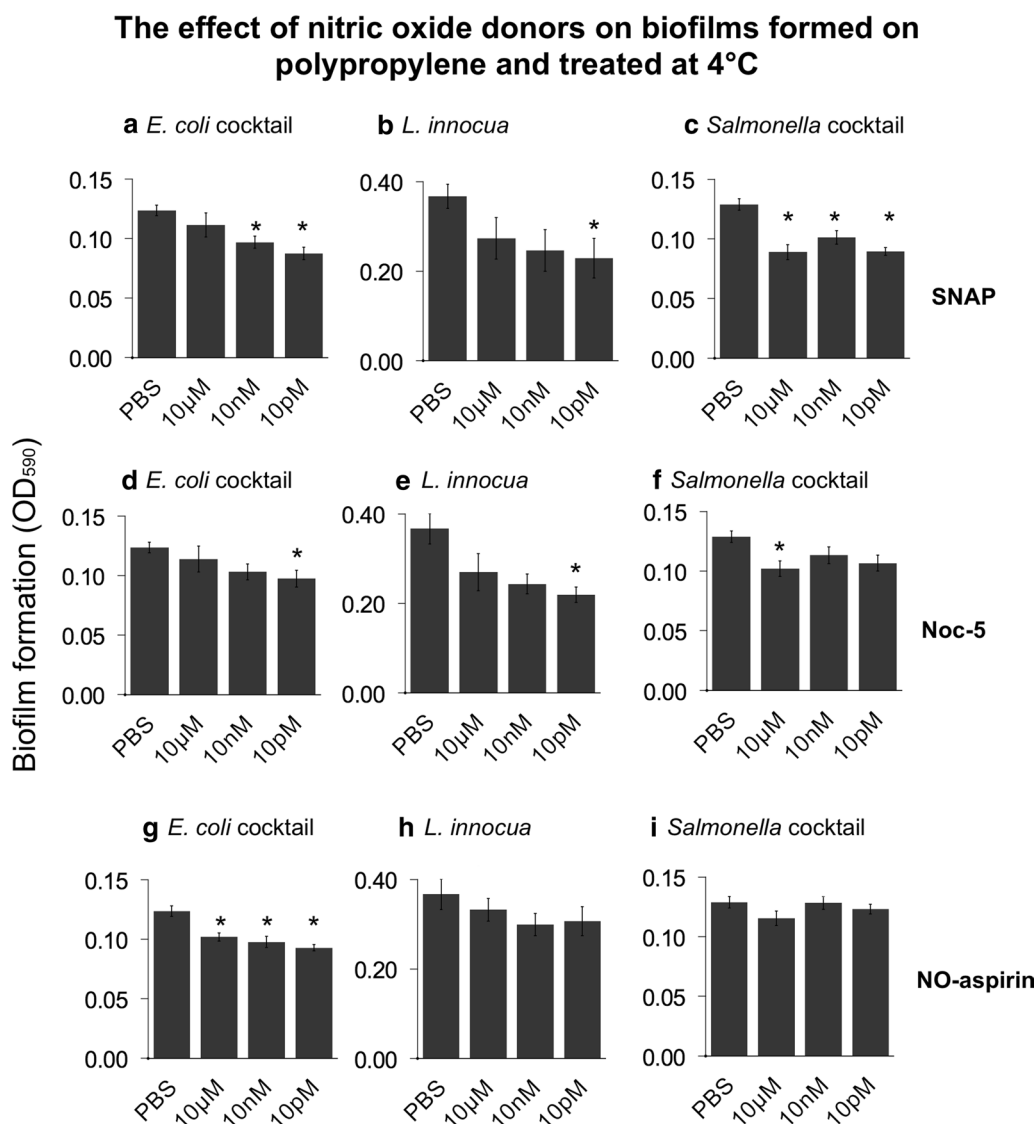 The effect of nitric oxide donors on biofilms formed on
polypropylene and treated at 4°C
Biofilm formation (OD590)
a E. coli cocktail
0.15
0.10
0.05
0.00
* *
PBS 10µM 10nM 10pM
b L. innocua
0.40
0.20
0.00
*
PBS 10µM 10nM 10pM
c Salmonella cocktail
0.15
0.10
0.05
0.00
* * *
PBS 10µM 10nM 10pM
SNAP
d E. coli cocktail
0.15
0.10
0.05
0.00
*
PBS 10µM 10nM 10pM
e L. innocua
0.40
0.20
0.00
*
PBS 10µM 10nM 10pM
f Salmonella cocktail
0.15
0.10
0.05
0.00
*
PBS 10µM 10nM 10pM
Noc-5
g E. coli cocktail
0.15
0.10
0.05
0.00
* * *
PBS 10µM 10nM 10pM
h L. innocua
0.40
0.20
0.00
PBS 10µM 10nM 10pM
i Salmonella cocktail
0.15
0.10
0.05
0.00
PBS 10µM 10nM 10pM
NO-aspirin